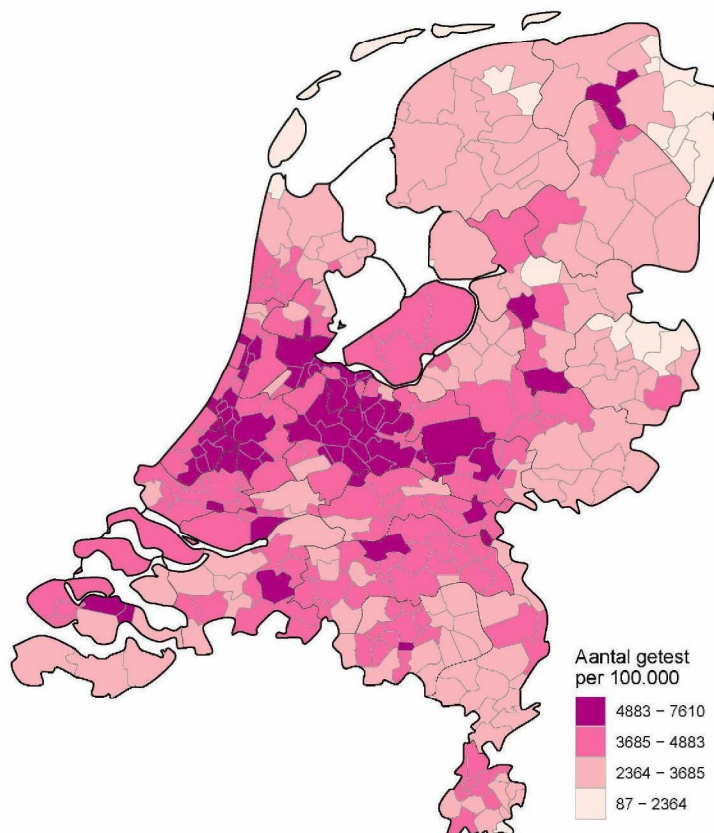 Aantal getest
per 100.000
4883 – 7610
3685 – 4883
2364 – 3685
87 – 2364